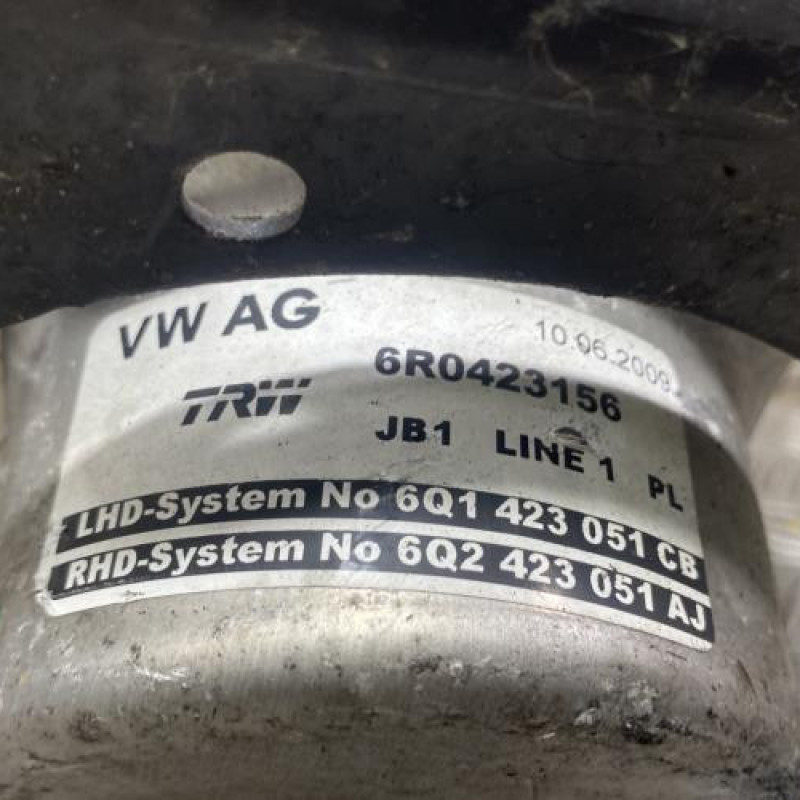 VW AG
10.06.2009
6R0423156
TRW
JB1 LINE 1 PL
LHD-System No 6Q1 423 051 CB
RHD-System No 6Q2 423 051 AJ